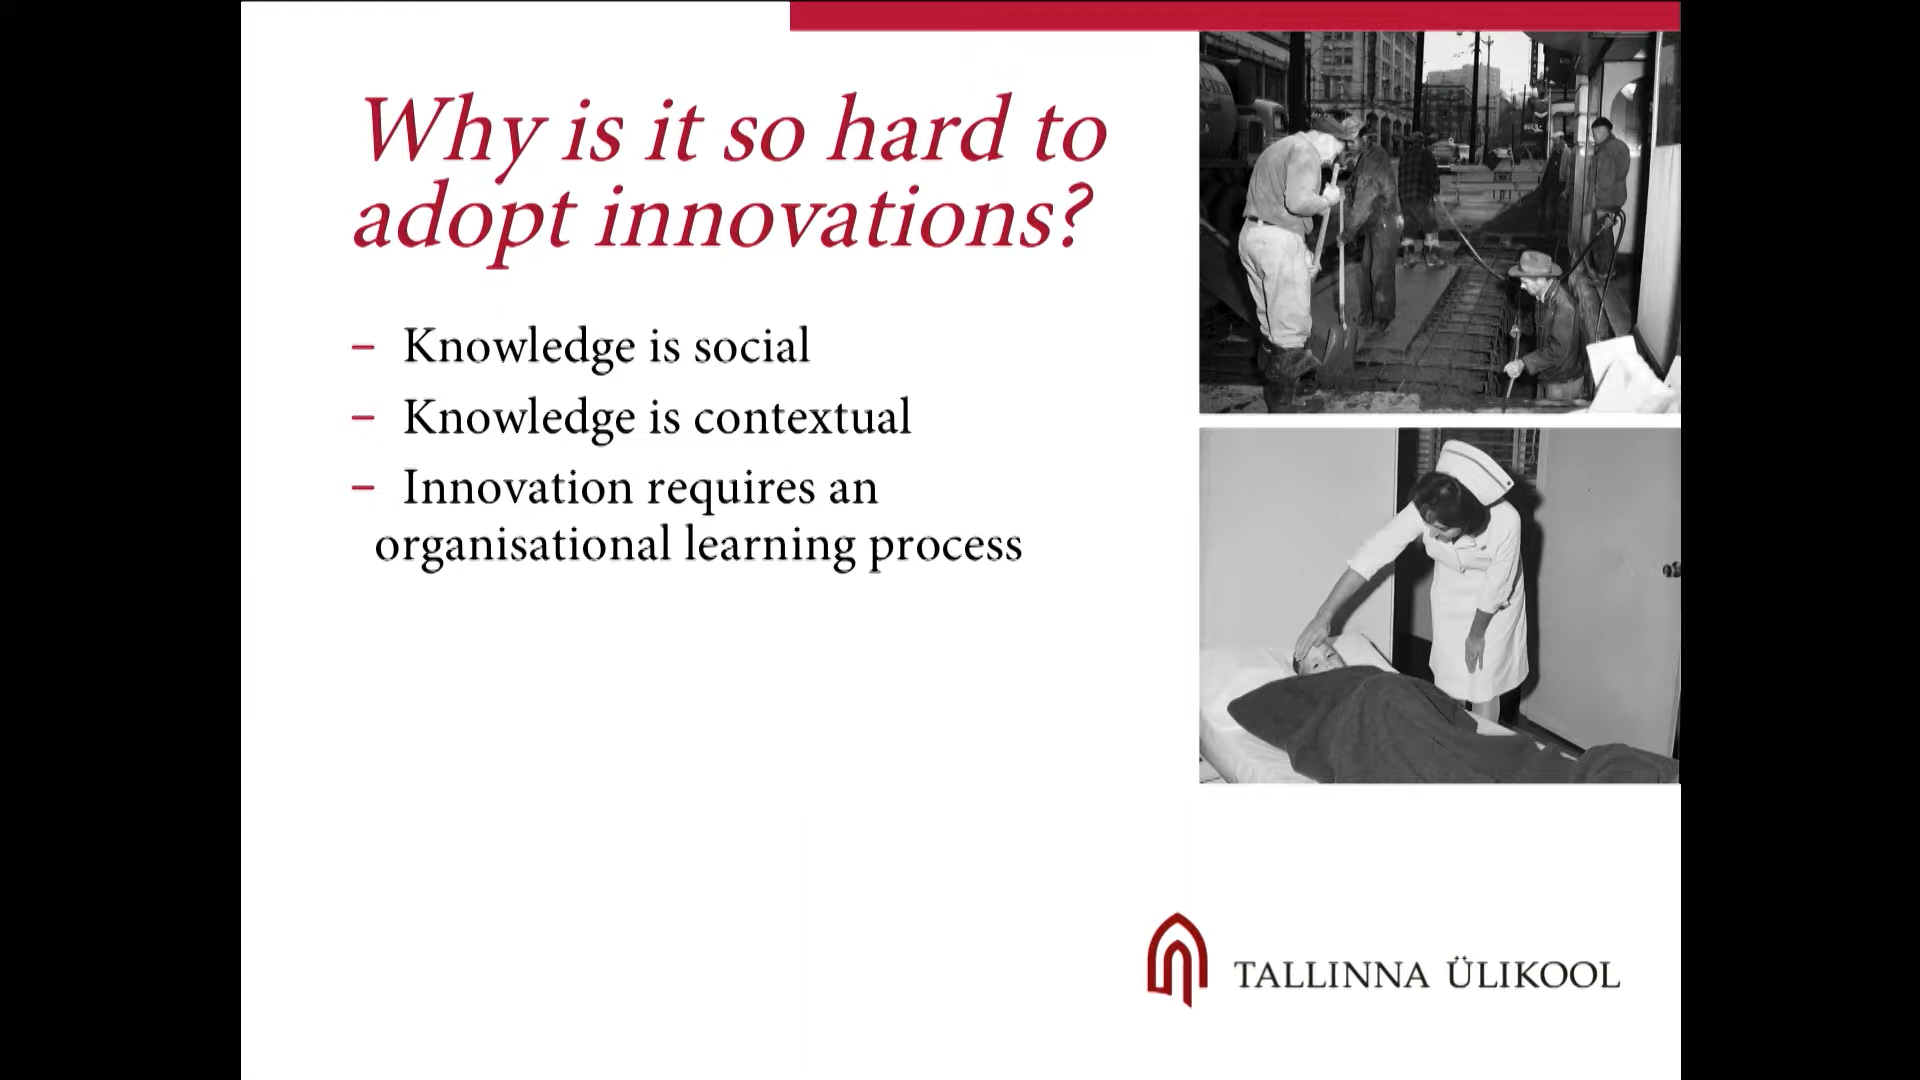 Why is it so hard to
adopt innovations?
– Knowledge is social
– Knowledge is contextual
– Innovation requires an
organisational learning process
TALLINNA ÜLIKOOL